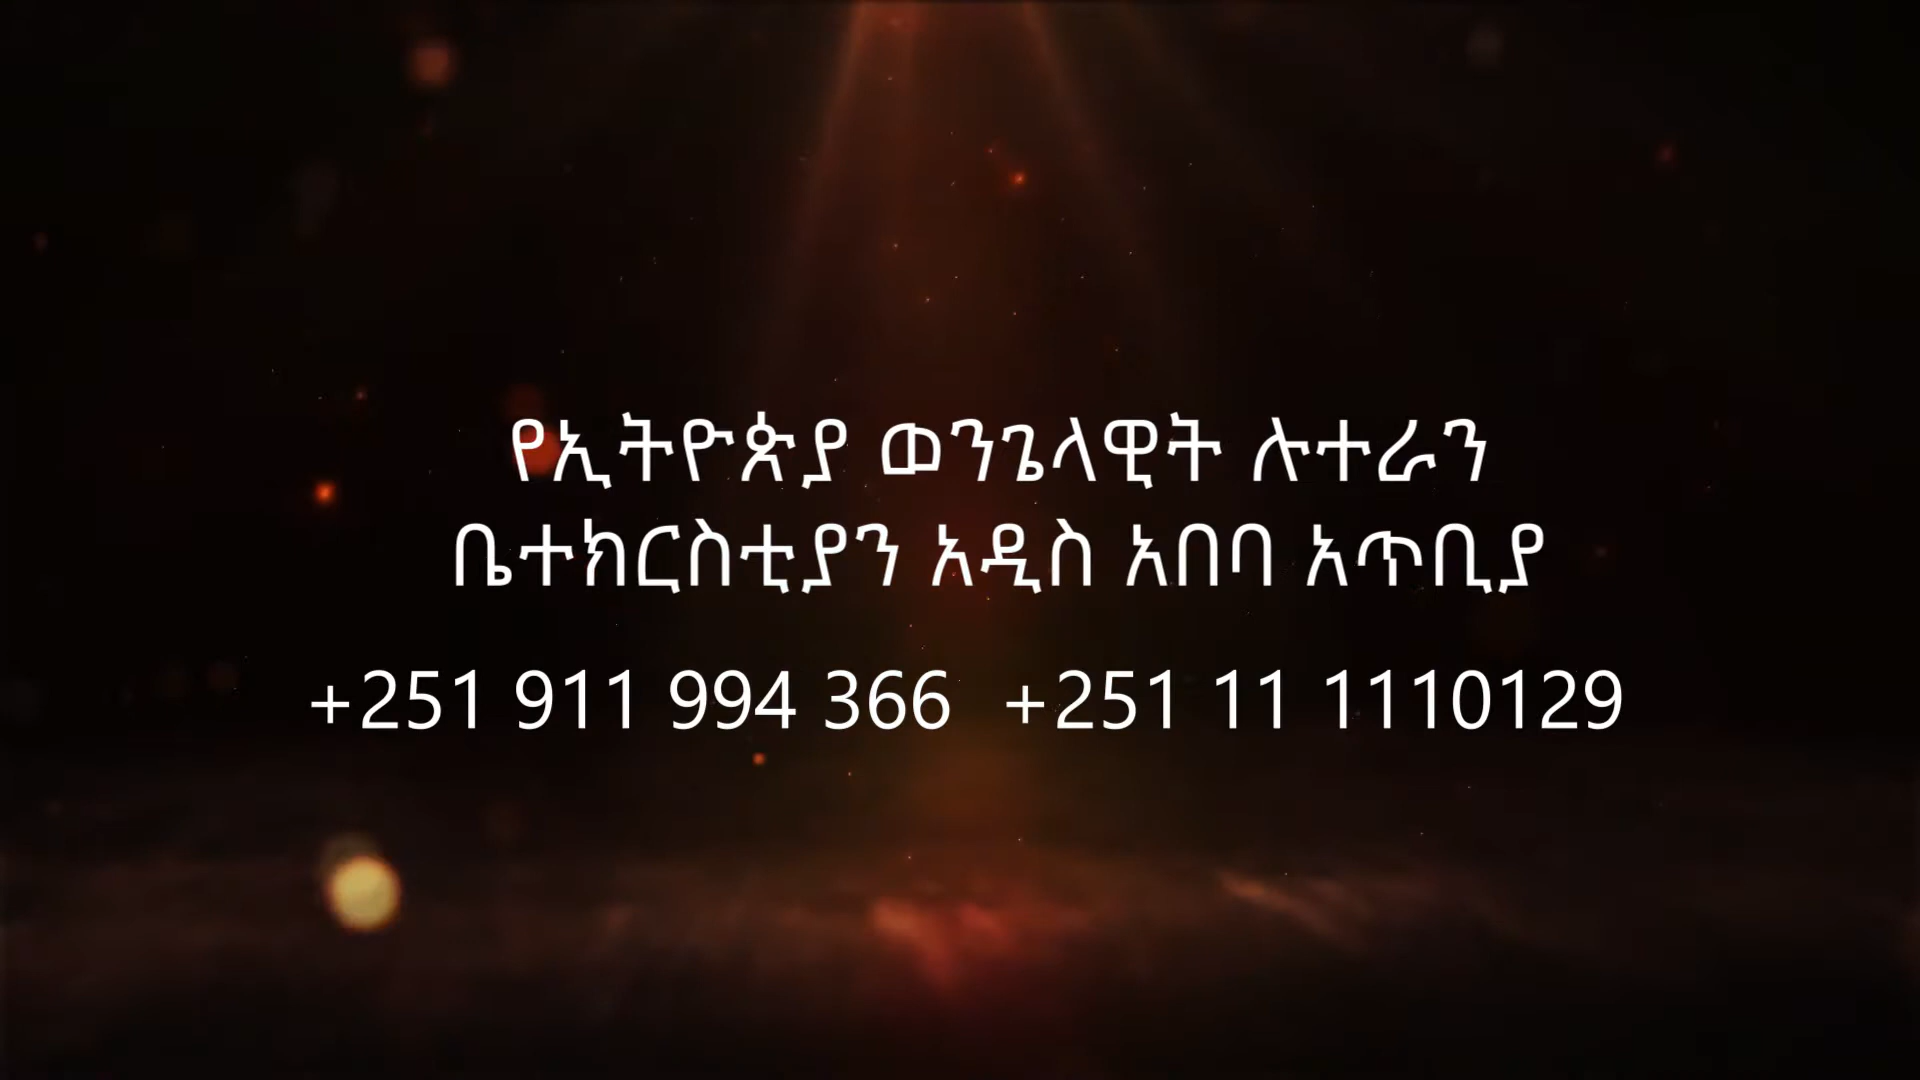 የኢትዮጵያ ወንጌላዊት ሉተራን
ቤተክርስቲያን አዲስ አበባ አጥቢያ
+251 911 994 366 +251 11 1110129